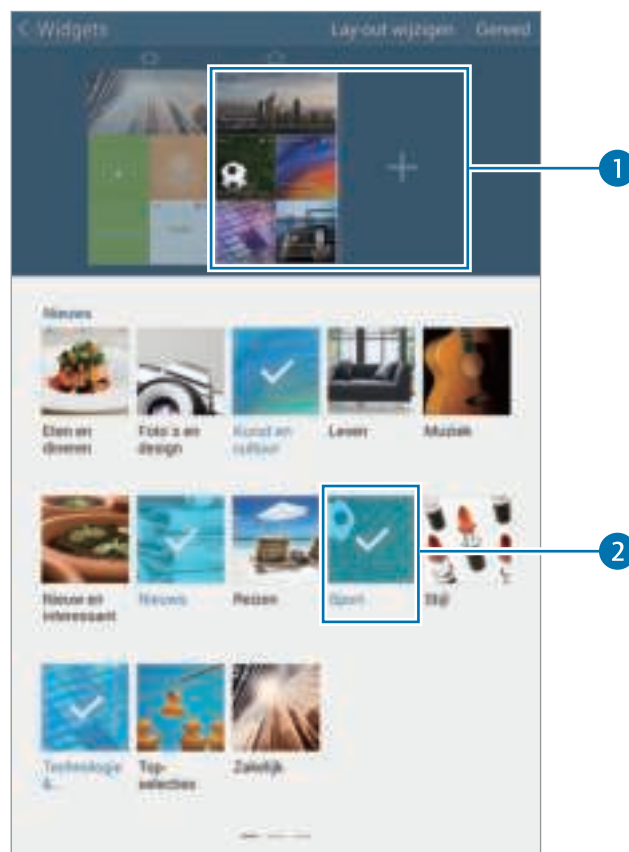 < Widgets Lay-out wijzigen Gereed
1
Nieuws
Eten en
dineren
Foto's en
design
Kunst en
cultuur
Leven
Muziek
2
Nieuw en
interessant
Nieuws
Reizen
Sport
Stijl
Technologie
&...
Top-
selecties
Zakelijk